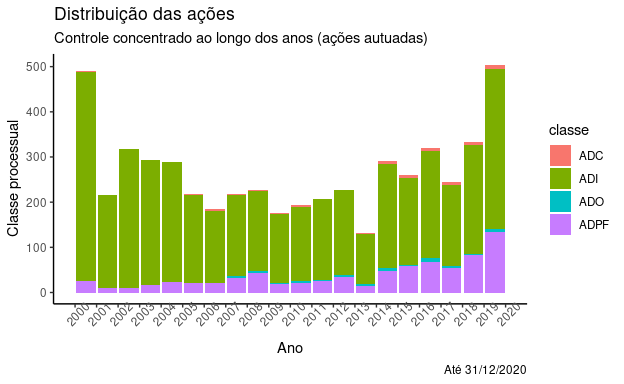 Distribuição das ações
Controle concentrado ao longo dos anos (ações autuadas)
Classe processual
500
400
300
200
100
0
2000 2001 2002 2003 2004 2005 2006 2007 2008 2009 2010 2011 2012 2013 2014 2015 2016 2017 2018 2019 2020
Ano
classe
ADC
ADI
ADO
ADPF
Até 31/12/2020